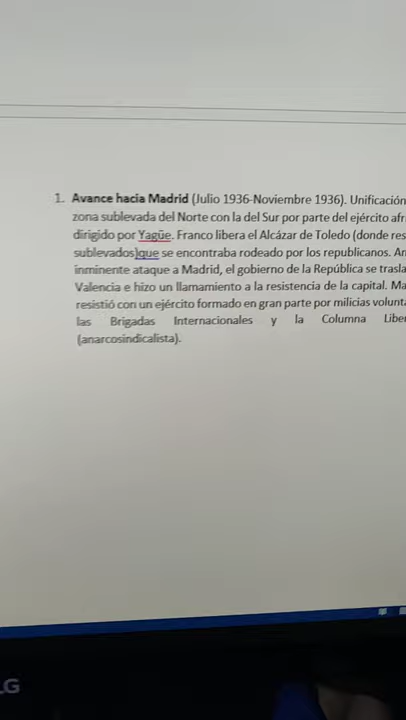 1. Avance hacia Madrid (Julio 1936-Noviembre 1936). Unificación
zona sublevada del Norte con la del Sur por parte del ejército afr
dirigido por Yagüe. Franco libera el Alcázar de Toledo (donde res
sublevados)que se encontraba rodeado por los republicanos. An
inminente ataque a Madrid, el gobierno de la República se trasla
Valencia e hizo un llamamiento a la resistencia de la capital. Ma
resistió con un ejército formado en gran parte por milicias volunta
las Brigadas Internacionales y la Columna Liber
(anarcosindicalista).
LG